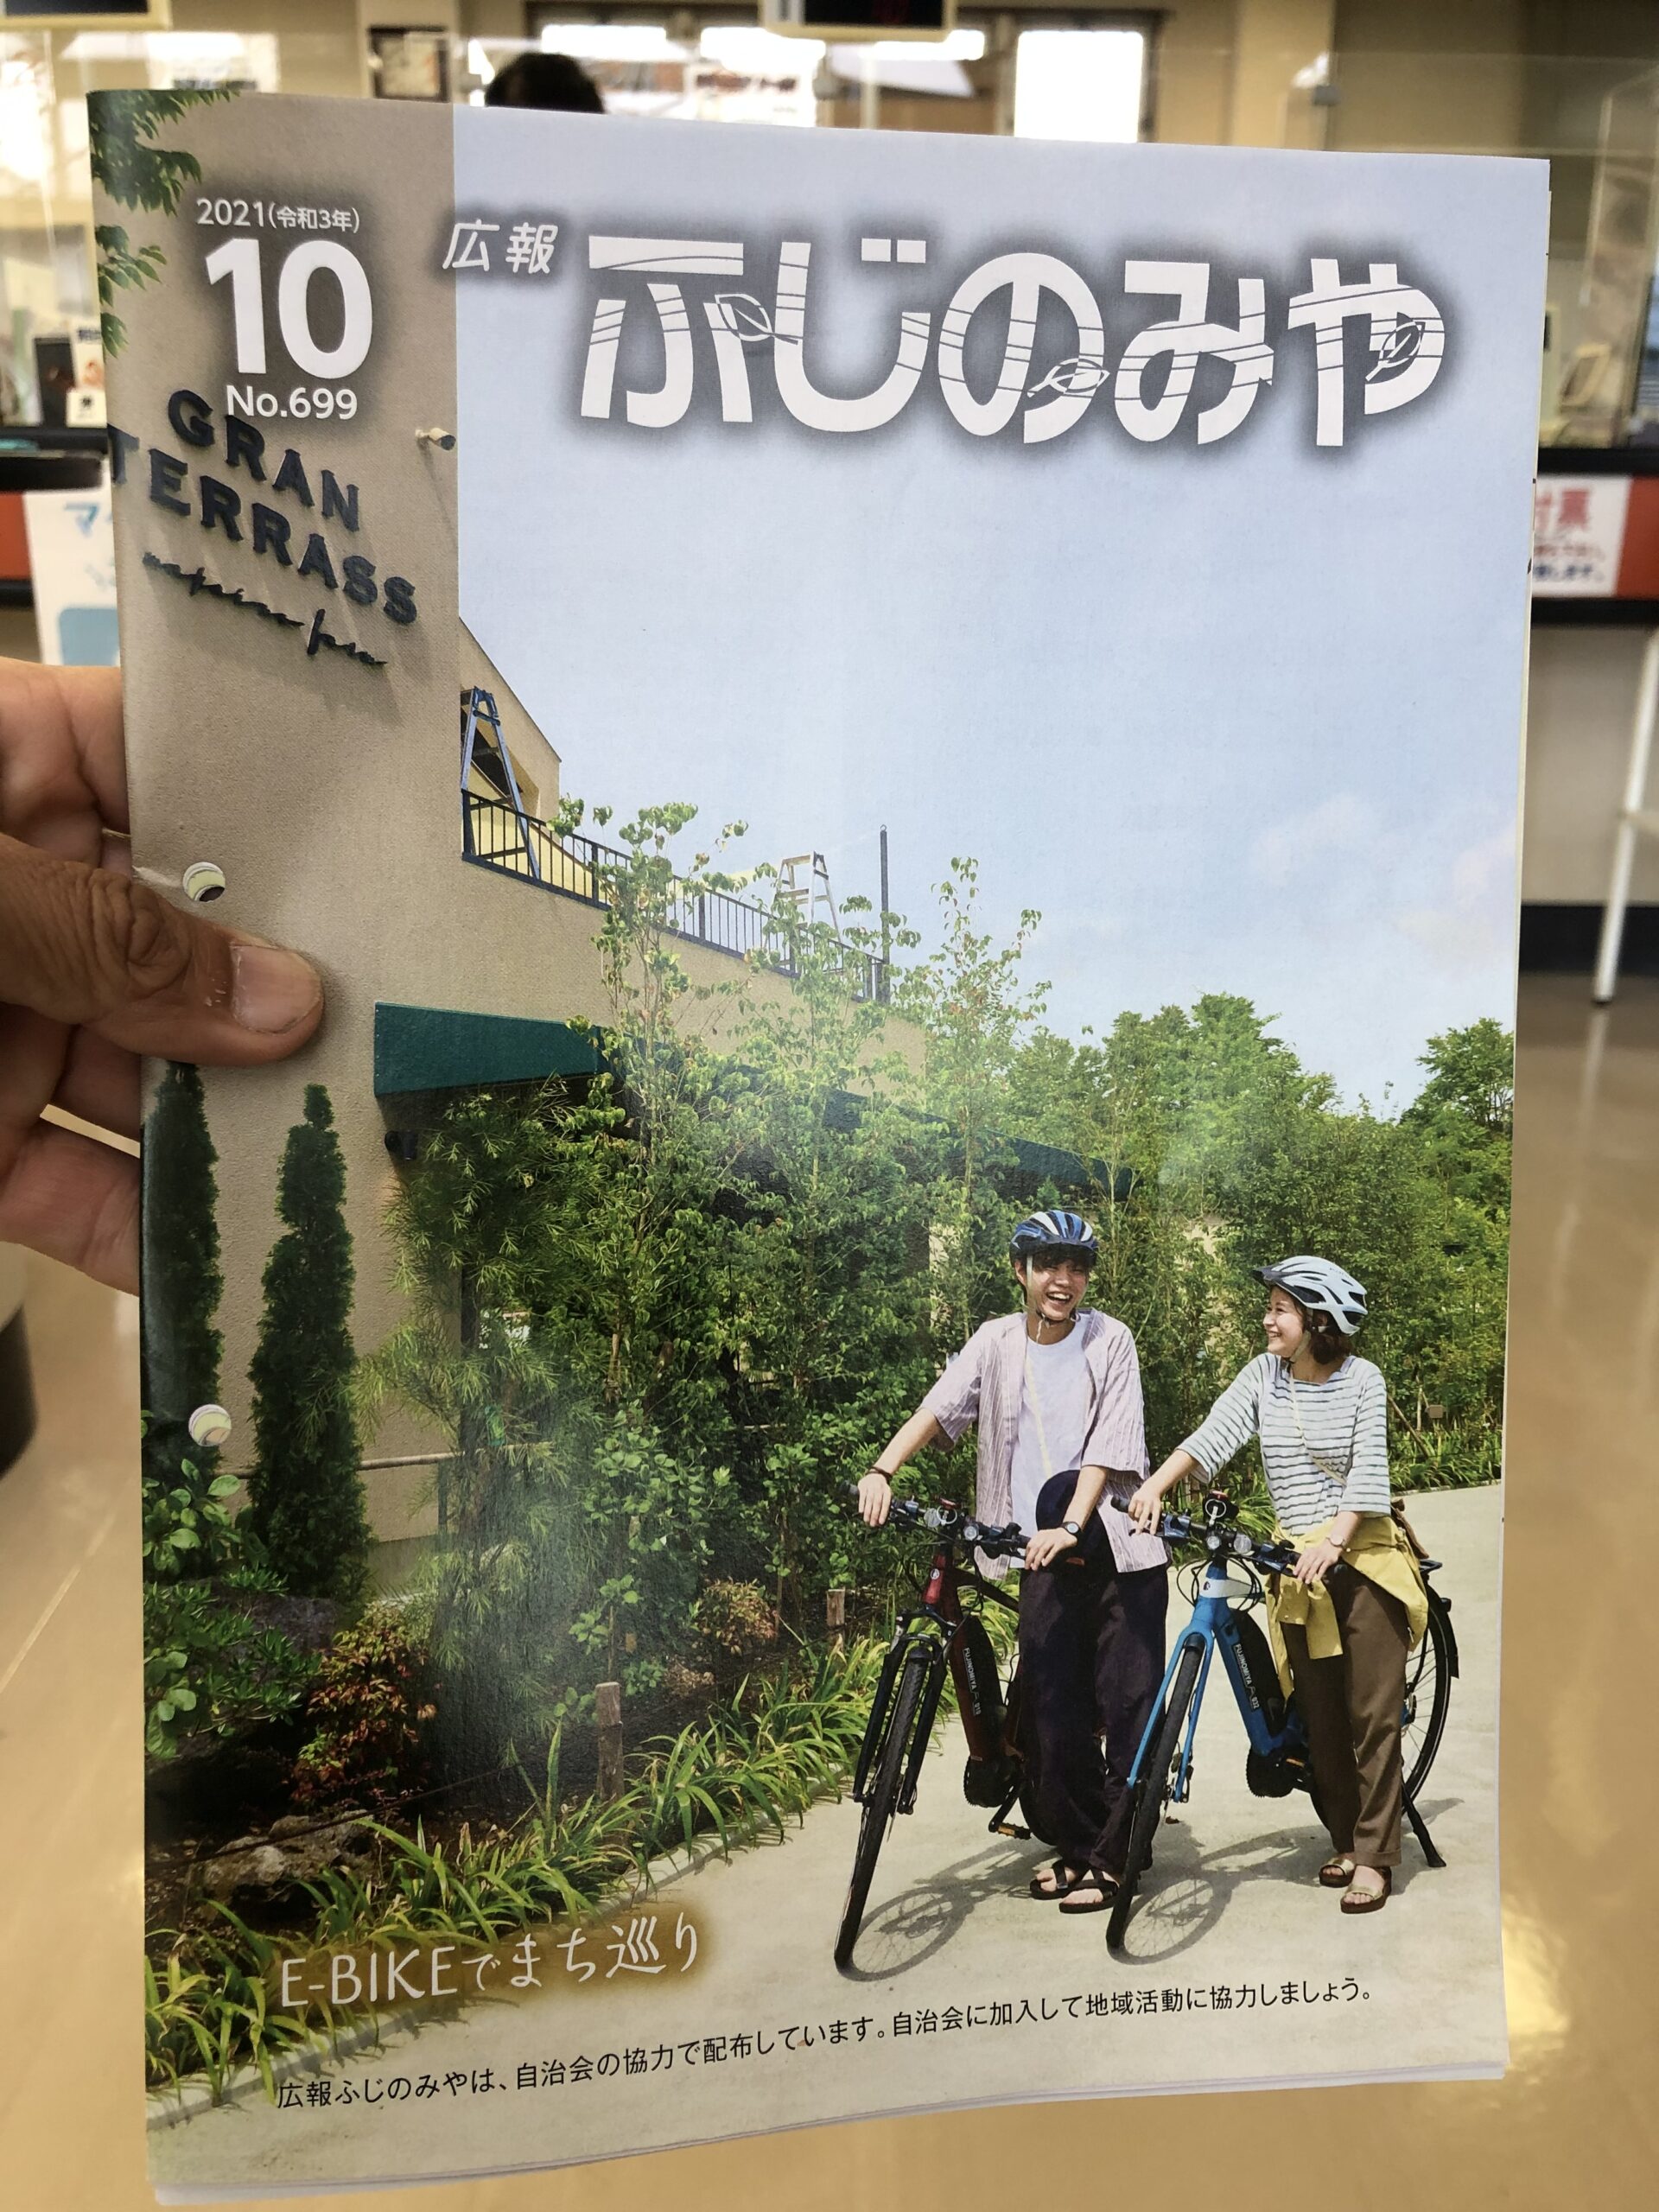 2021(令和3年)
10
No.699
広報
ふじのみや
GRAN
TERRASS
FUJINOMIYA
FUJINOMIYA
E-BIKEでまち巡り
広報ふじのみやは、自治会の協力で配布しています。自治会に加入して地域活動に協力しましょう。